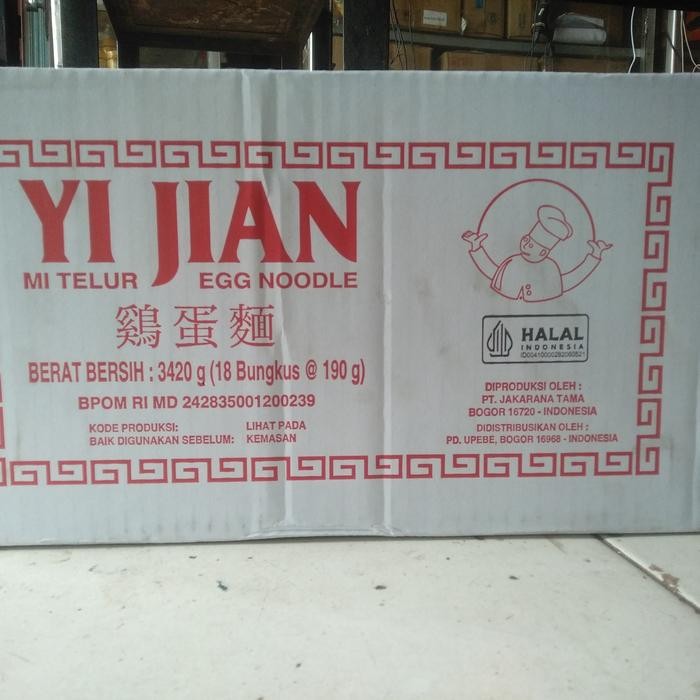 YI JIAN
MI TELUR EGG NOODLE
鷄蛋麵
BERAT BERSIH : 3420 g (18 Bungkus @ 190 g)
BPOM RI MD 242835001200239
KODE PRODUKSI: LIHAT PADA
BAIK DIGUNAKAN SEBELUM: KEMASAN
HALAL
INDONESIA
ID00410000282060521
DIPRODUKSI OLEH :
PT. JAKARANA TAMA
BOGOR 16720 - INDONESIA
DIDISTRIBUSIKAN OLEH :
PD. UPEBE, BOGOR 16968 - INDONESIA